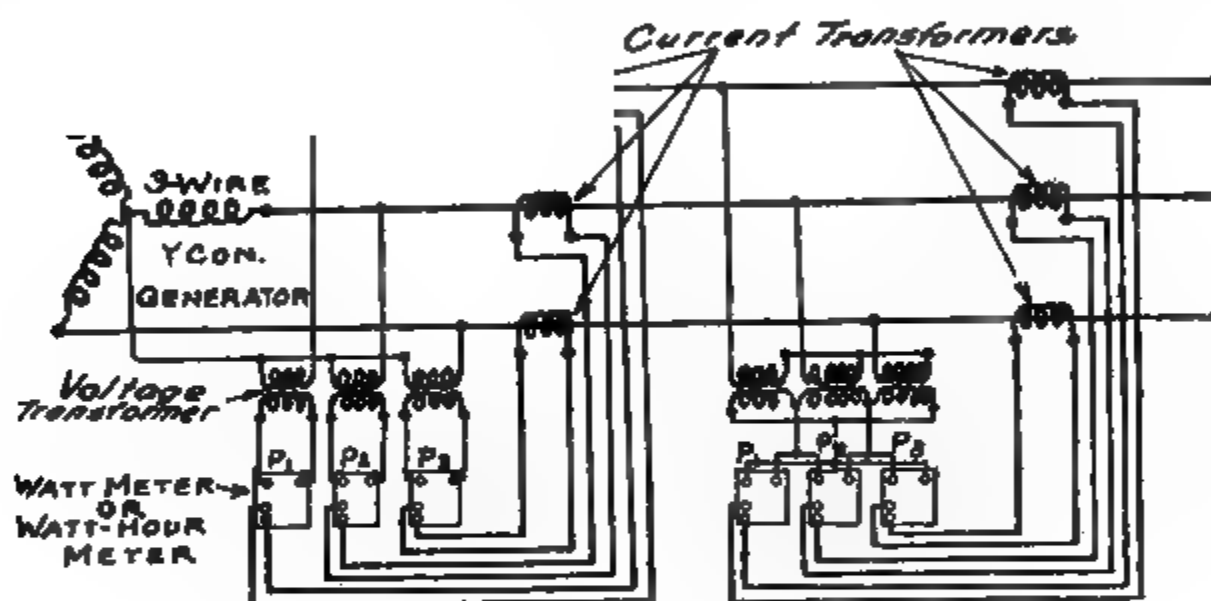 Current Transformers
3-WIRE
Y CON.
GENERATOR
Voltage
Transformer
P1 P2 P3
P P2 P3
WATT METER
OR
WATT-HOUR
METER